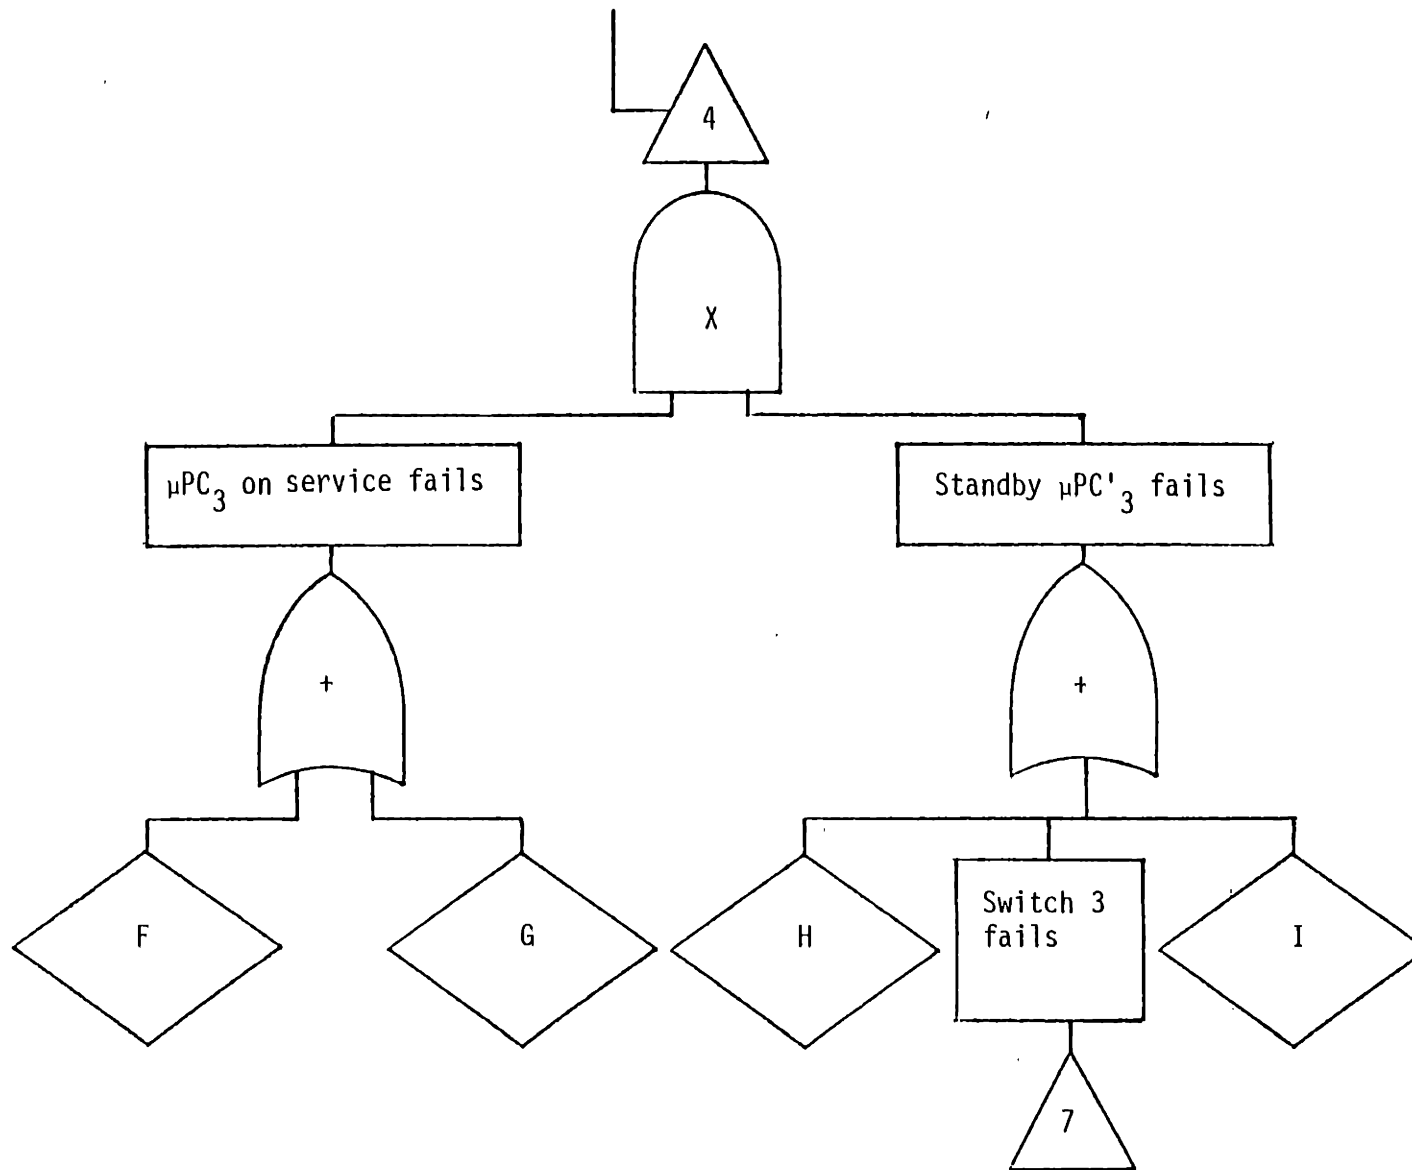 4
X
μPC3 on service fails
Standby μPC'3 fails
+
+
F
G
H
Switch 3
fails
I
7